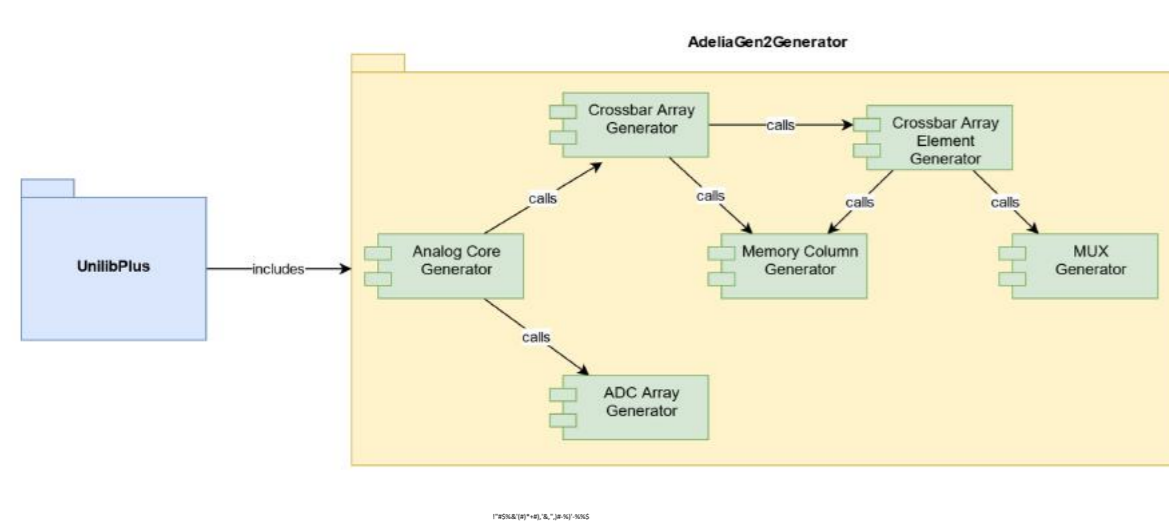 AdeliaGen2Generator
Crossbar Array
Generator
calls
Crossbar Array
Element
Generator
calls
calls
calls
calls
UnilibPlus
includes
Analog Core
Generator
Memory Column
Generator
MUX
Generator
calls
ADC Array
Generator